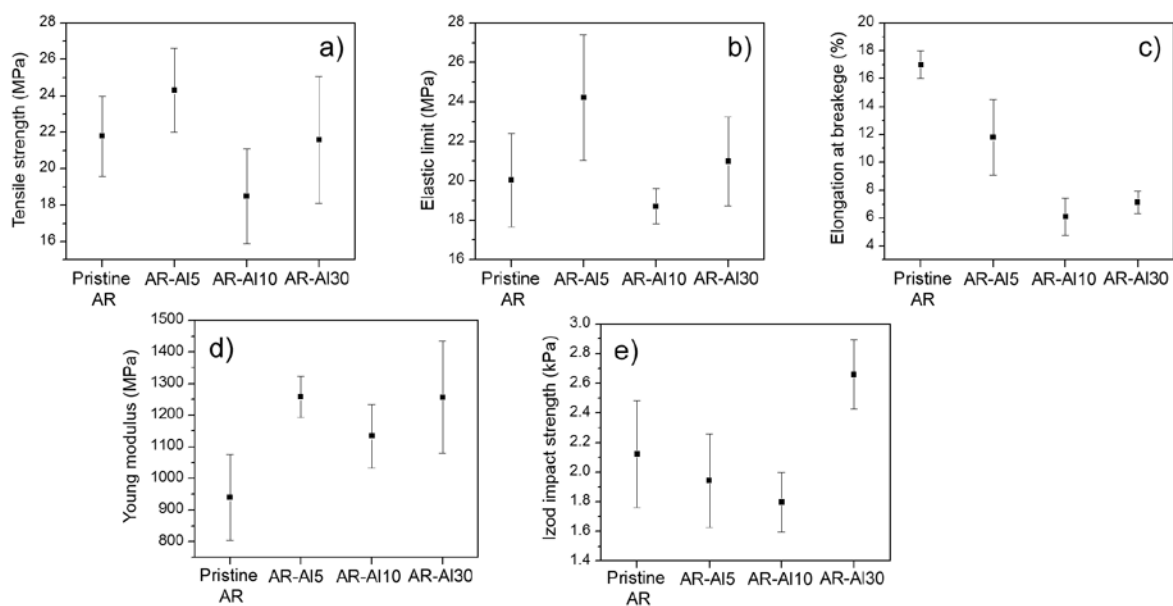 a)
Tensile strength (MPa)
28
26
24
22
20
18
16
Pristine AR AR-Al5 AR-Al10 AR-Al30
b)
Elastic limit (MPa)
28
26
24
22
20
18
16
Pristine AR AR-Al5 AR-Al10 AR-Al30
c)
Elongation at breakege (%)
18
16
14
12
10
8
6
4
Pristine AR AR-Al5 AR-Al10 AR-Al30
d)
Young modulus (MPa)
1500
1400
1300
1200
1100
1000
900
800
Pristine AR AR-Al5 AR-Al10 AR-Al30
e)
Izod impact strength (kPa)
3.0
2.8
2.6
2.4
2.2
2.0
1.8
1.6
1.4
Pristine AR AR-Al5 AR-Al10 AR-Al30